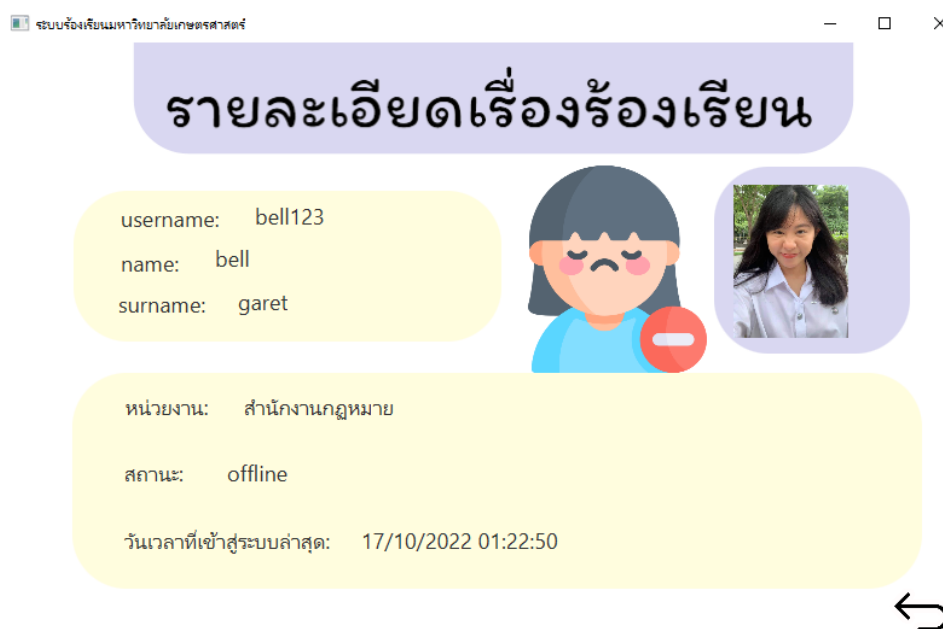 ระบบร้องเรียนมหาวิทยาลัยเกษตรศาสตร์
รายละเอียดเรื่องร้องเรียน
username: bell123
name: bell
surname: garet
หน่วยงาน: สำนักงานกฎหมาย
สถานะ: offline
วันเวลาที่เข้าสู่ระบบล่าสุด: 17/10/2022 01:22:50